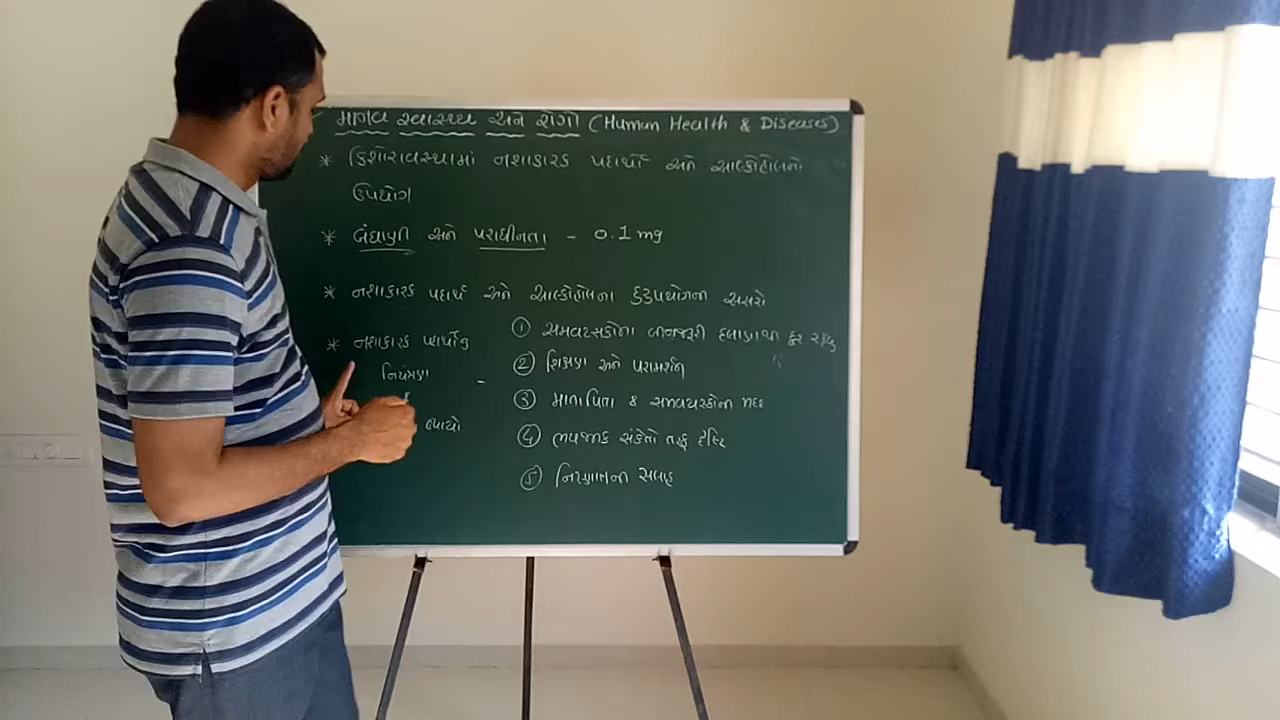 માનવ સ્વાસ્થ્ય અને રોગો (Human Health & Diseases)
* કિશોરાવસ્થામાં નશાકારક પદાર્થો અને આલ્કોહોલનો
ઉપયોગ
* બંધાણી અને પરાધીનતા - 0.1 mg
* નશાકારક પદાર્થ અને આલ્કોહોલના દુરુપયોગની અસરો
* નશાકારક પદાર્થોનુ
નિયંત્રણ -
&
① સમવયસ્કોના બીનજરૂરી દબાણથી દૂર રહેવુ
② શિક્ષણ અને પરામર્શન
③ માતાપિતા & સમવયસ્કોની મદદ
④ ભયજનક સંકેતો તરફ દ્રષ્ટિ
⑤ નિષ્ણાતની સલાહ